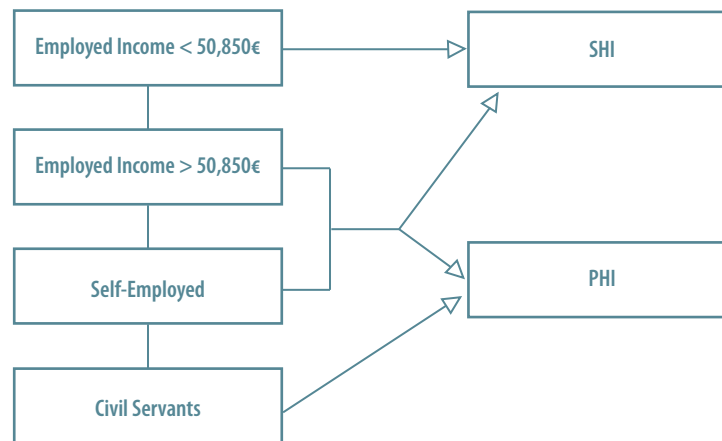 Employed Income < 50,850€
SHI
Employed Income > 50,850€
Self-Employed
PHI
Civil Servants